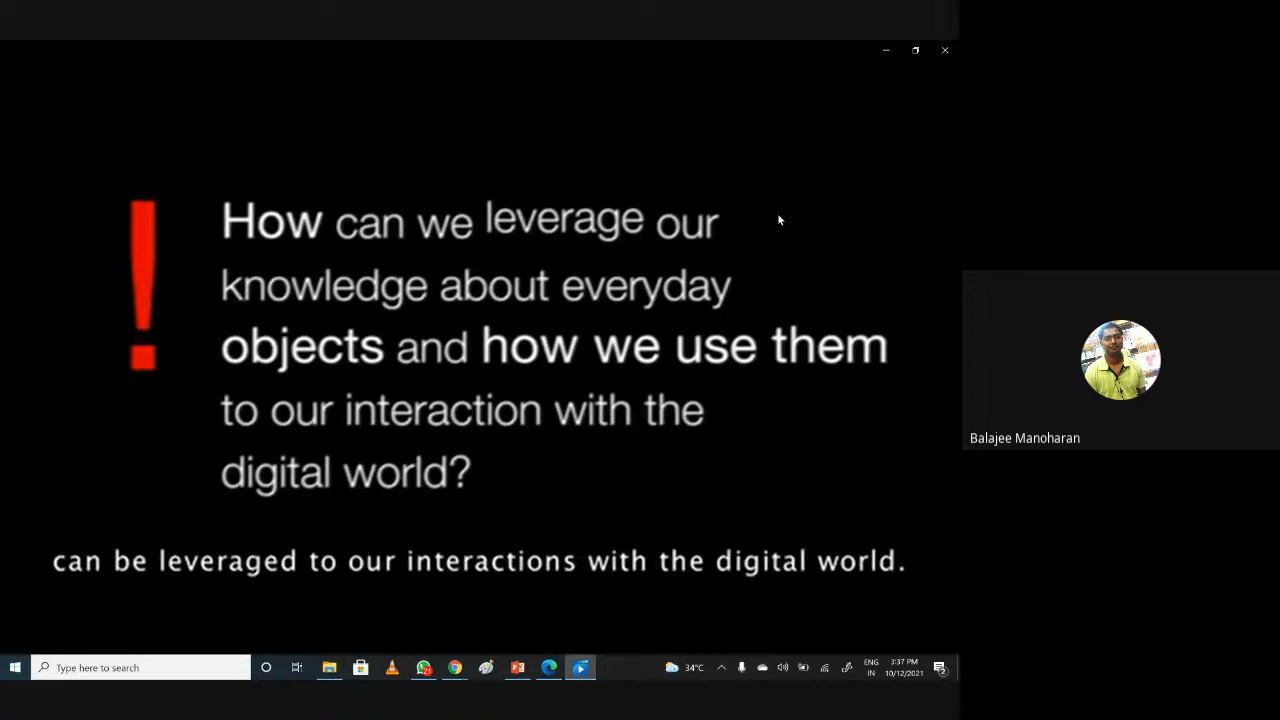 How can we leverage our
knowledge about everyday
objects and how we use them
to our interaction with the
digital world?
!
can be leveraged to our interactions with the digital world.
Balajee Manoharan
Type here to search
21
34°C
ENG
IN
3:37 PM
10/12/2021
2